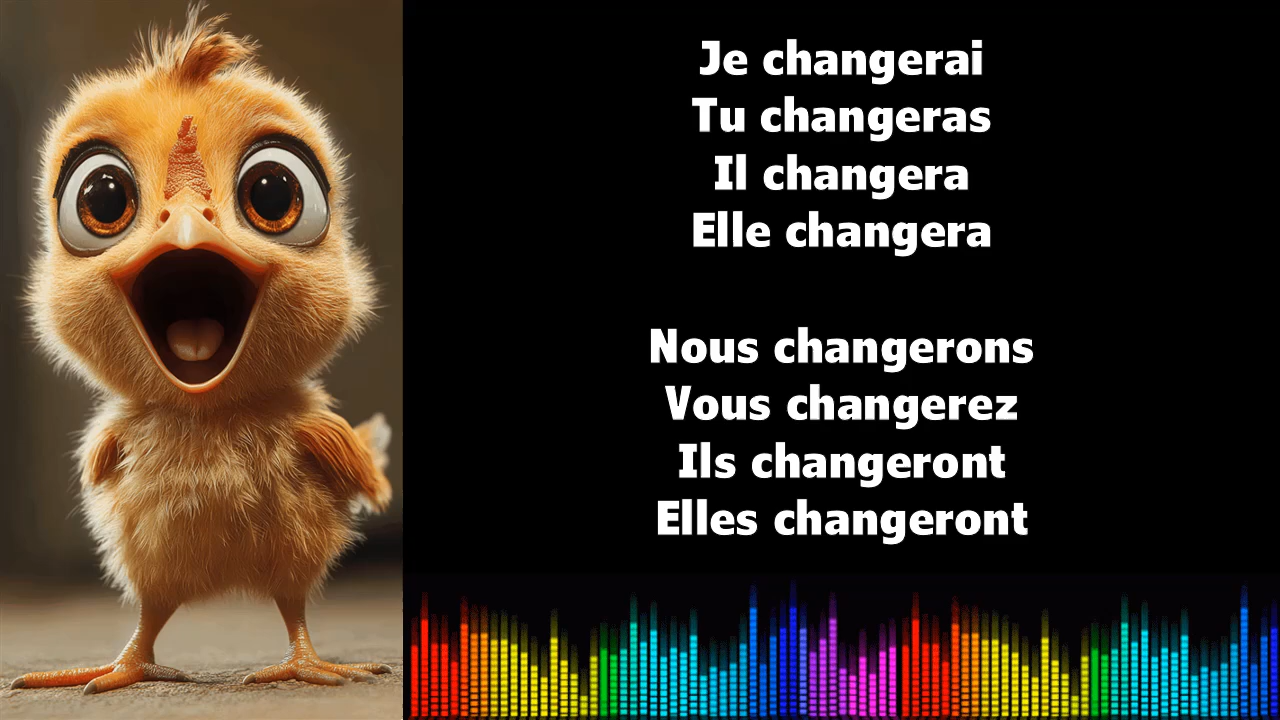 Je changerai
Tu changeras
Il changera
Elle changera
Nous changerons
Vous changerez
Ils changeront
Elles changeront